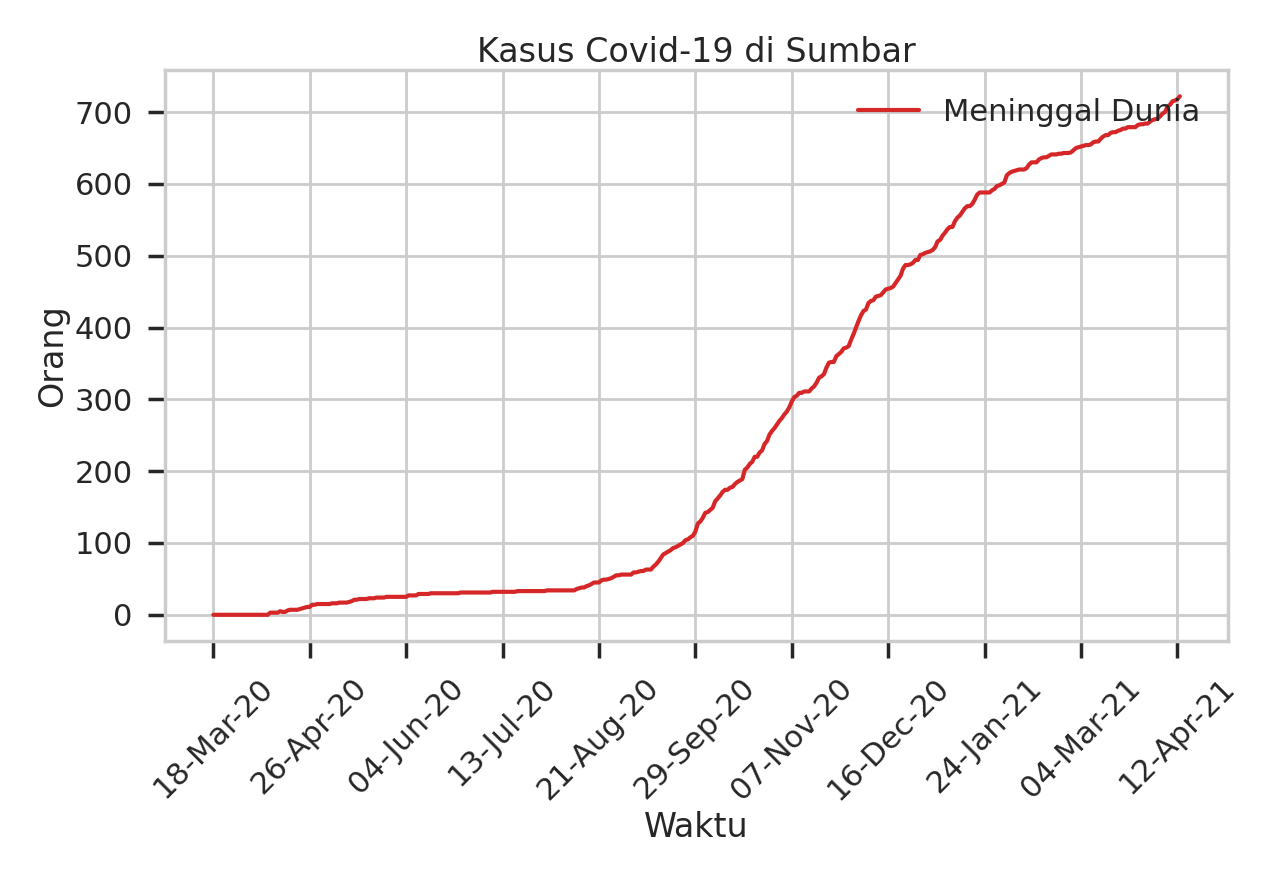 Kasus Covid-19 di Sumbar
Meninggal Dunia
Orang
700
600
500
400
300
200
100
0
18-Mar-20
26-Apr-20
04-Jun-20
13-Jul-20
21-Aug-20
29-Sep-20
07-Nov-20
16-Dec-20
24-Jan-21
04-Mar-21
12-Apr-21
Waktu